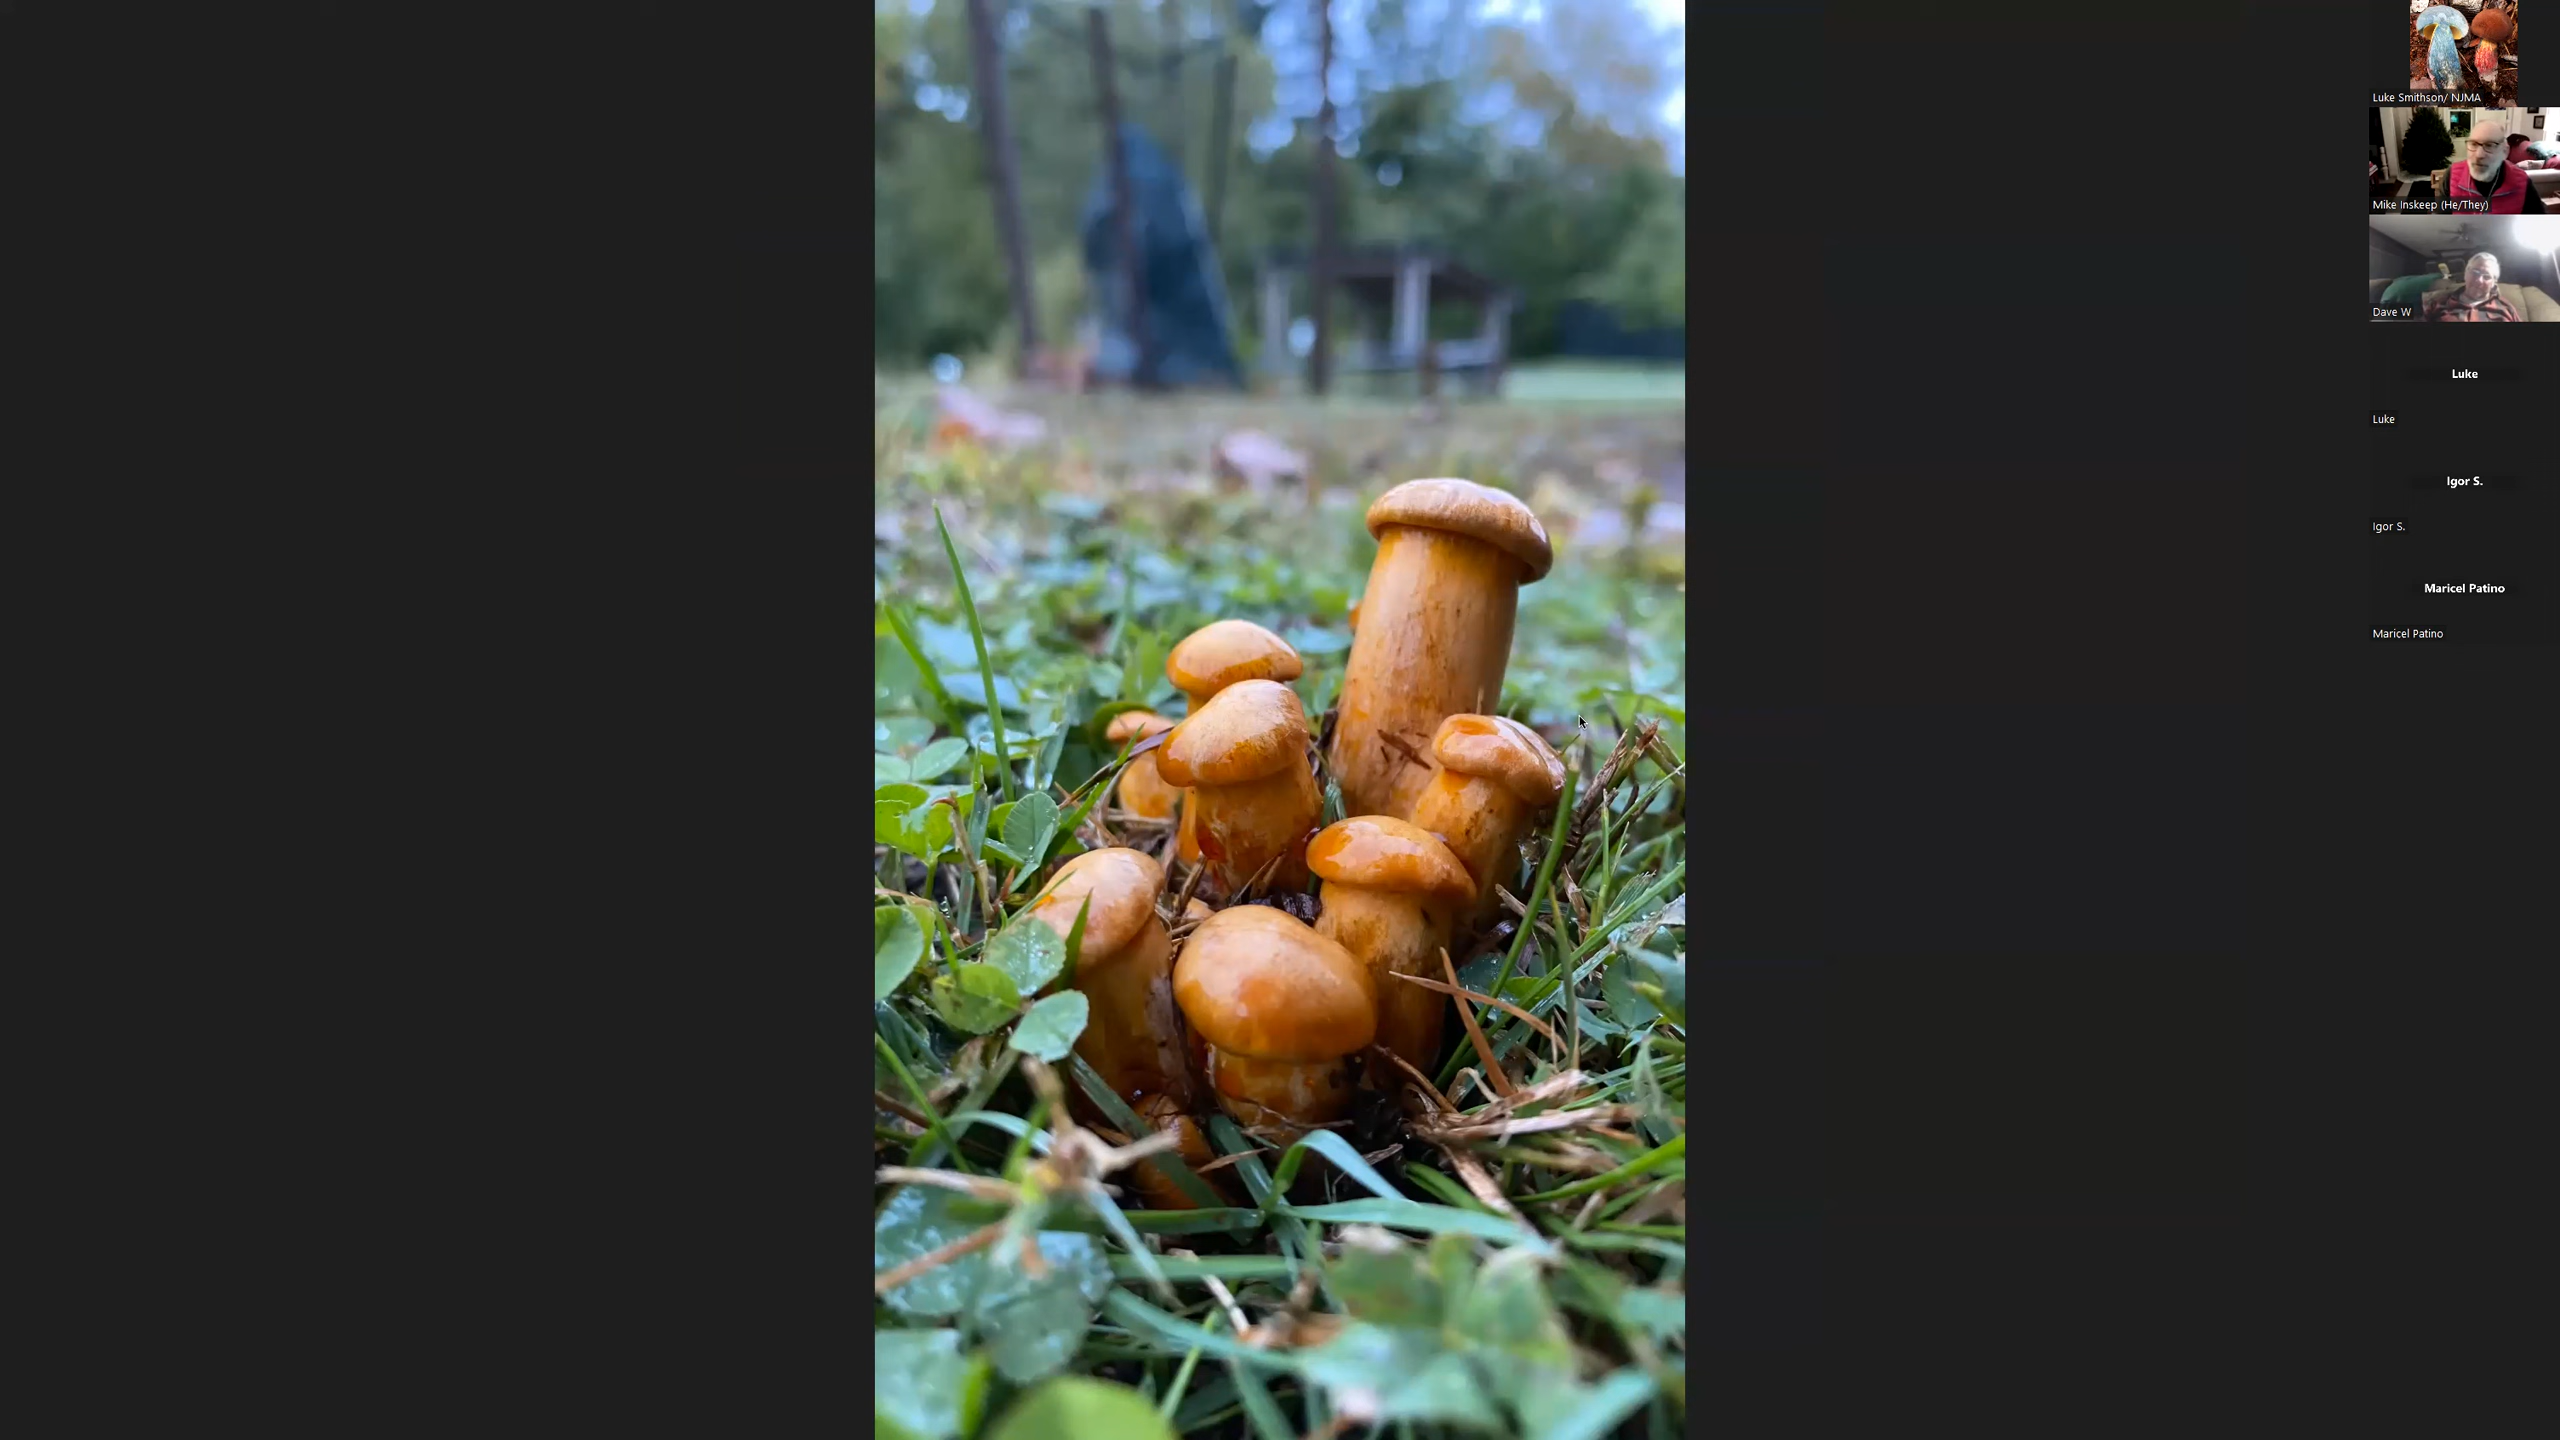 Luke Smithson/ NJMA
Mike Inskeep (He/They)
Dave W
Luke
Luke
Igor S.
Igor S.
Maricel Patino
Maricel Patino